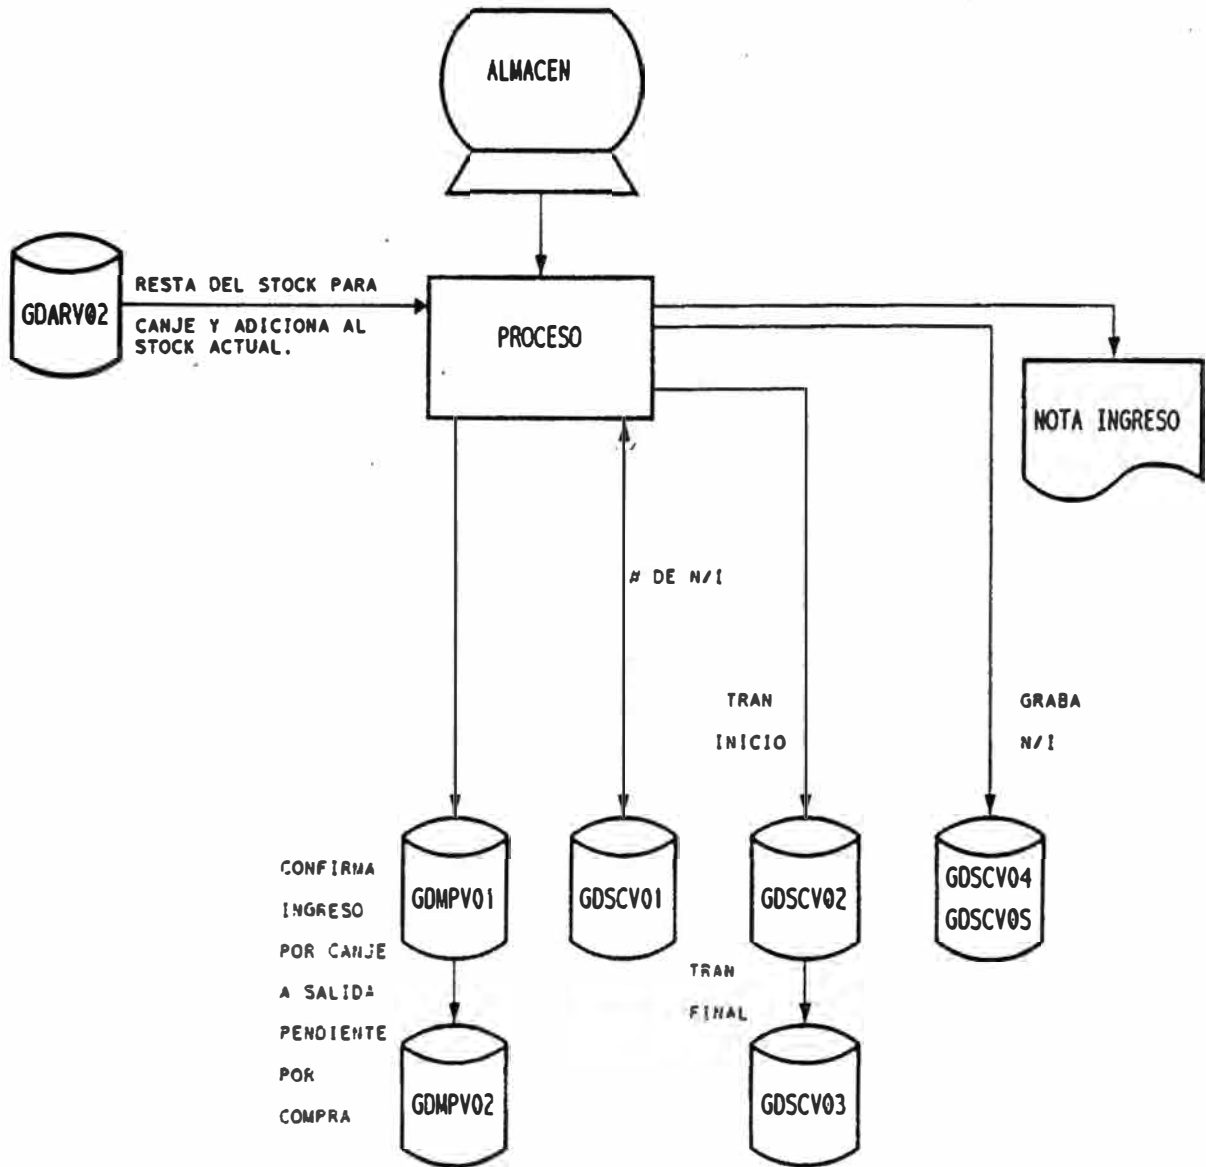 ALMACEN
RESTA DEL STOCK PARA
CANJE Y ADICIONA AL
STOCK ACTUAL.
GDARV02
PROCESO
NOTA INGRESO
# DE N/I
TRAN
INICIO
GRABA
N/I
CONFIRMA
INGRESO
POR CANJE
A SALIDA
PENDIENTE
POR
COMPRA
GDMPV01
GDSCV01
GDSCV02
GDSCV04
GDSCV05
TRAN
FINAL
GDMPV02
GDSCV03